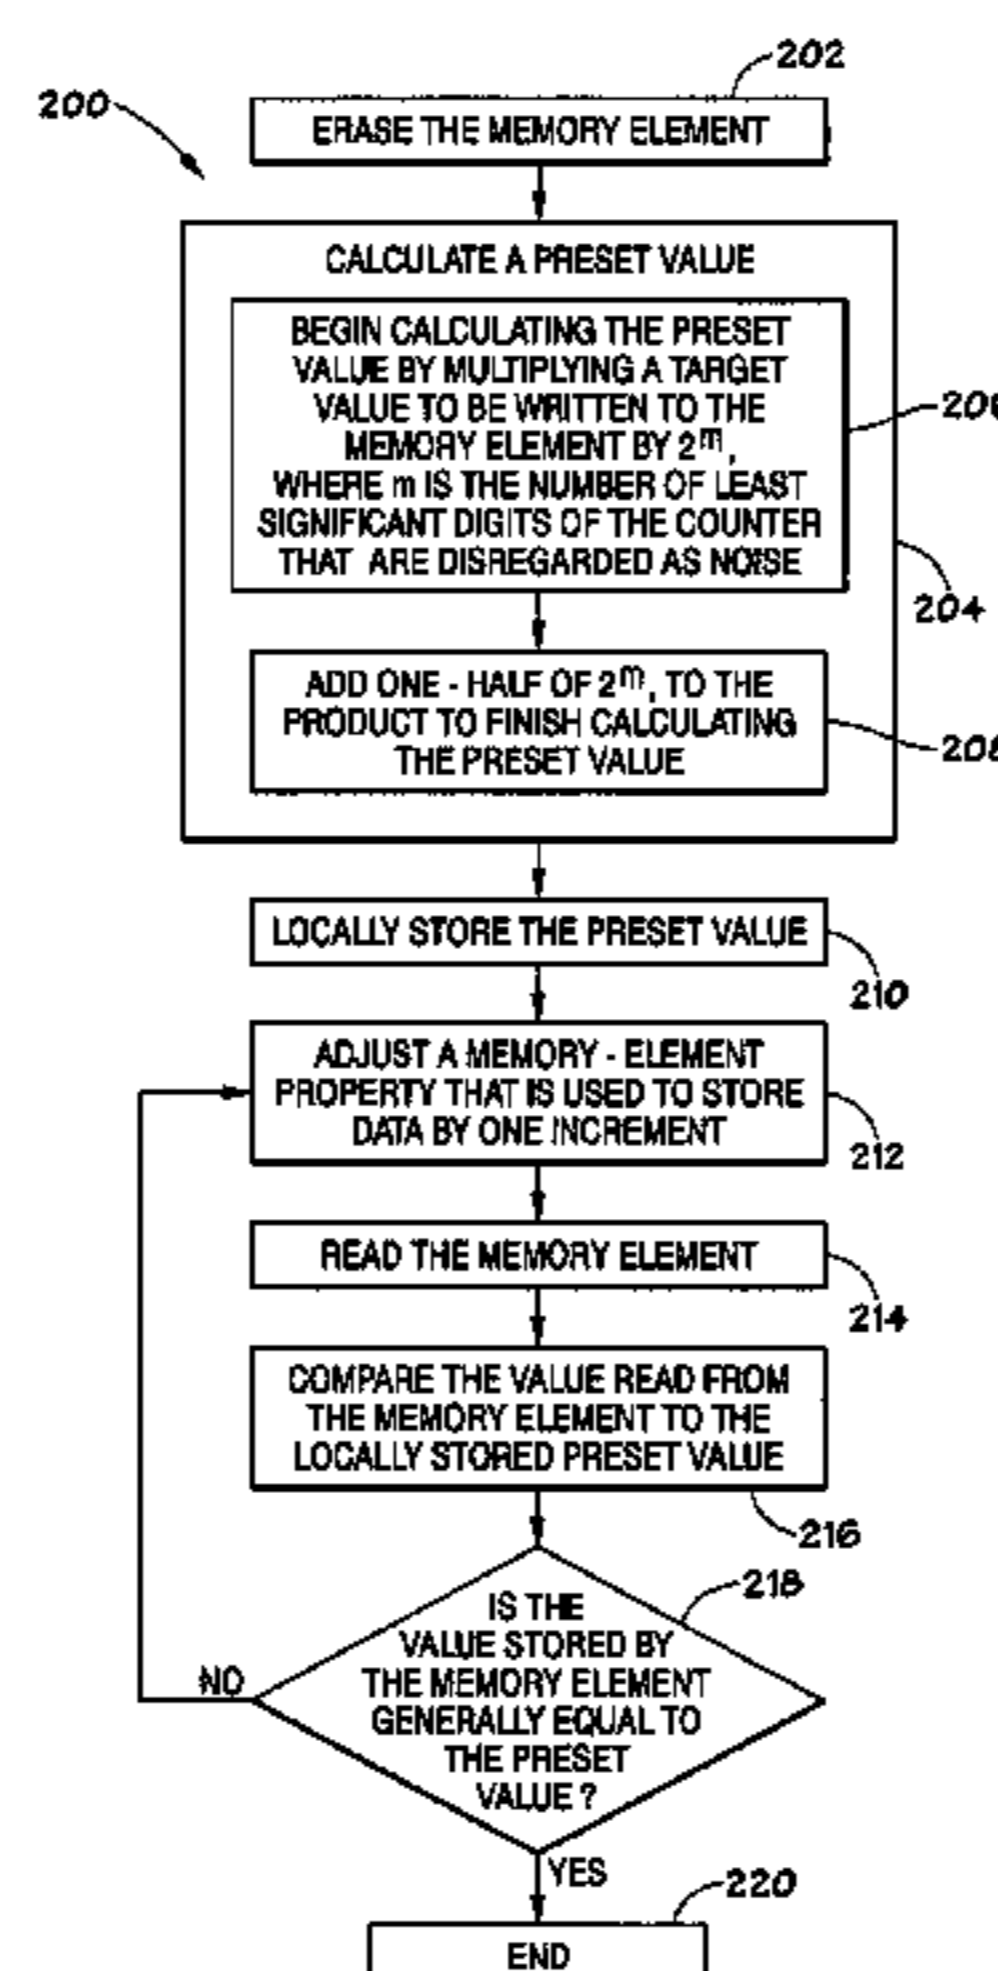 202
200
ERASE THE MEMORY ELEMENT
CALCULATE A PRESET VALUE
BEGIN CALCULATING THE PRESET
VALUE BY MULTIPLYING A TARGET
VALUE TO BE WRITTEN TO THE
MEMORY ELEMENT BY 2^m,
WHERE m IS THE NUMBER OF LEAST
SIGNIFICANT DIGITS OF THE COUNTER
THAT ARE DISREGARDED AS NOISE
204
ADD ONE - HALF OF 2^m, TO THE
PRODUCT TO FINISH CALCULATING
THE PRESET VALUE
LOCALLY STORE THE PRESET VALUE
210
ADJUST A MEMORY - ELEMENT
PROPERTY THAT IS USED TO STORE
DATA BY ONE INCREMENT
212
READ THE MEMORY ELEMENT
214
COMPARE THE VALUE READ FROM
THE MEMORY ELEMENT TO THE
LOCALLY STORED PRESET VALUE
216
218
IS THE
VALUE STORED BY
THE MEMORY ELEMENT
GENERALLY EQUAL TO
THE PRESET
VALUE ?
NO
YES
220
END